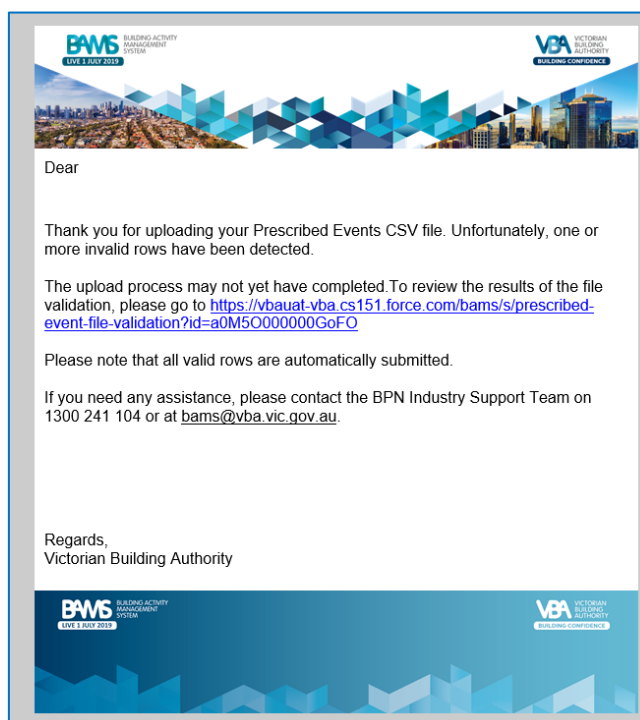 BAMS BUILDING ACTIVITY
MANAGEMENT
SYSTEM
LIVE 1 JULY 2019
VBA VICTORIAN
BUILDING
AUTHORITY
BUILDING CONFIDENCE
Dear
Thank you for uploading your Prescribed Events CSV file. Unfortunately, one or
more invalid rows have been detected.
The upload process may not yet have completed.To review the results of the file
validation, please go to https://vbauat-vba.cs151.force.com/bams/s/prescribed-
event-file-validation?id=a0M5O000000GoFO
Please note that all valid rows are automatically submitted.
If you need any assistance, please contact the BPN Industry Support Team on
1300 241 104 or at bams@vba.vic.gov.au.
Regards,
Victorian Building Authority
BAMS BUILDING ACTIVITY
MANAGEMENT
SYSTEM
LIVE 1 JULY 2019
VBA VICTORIAN
BUILDING
AUTHORITY
BUILDING CONFIDENCE